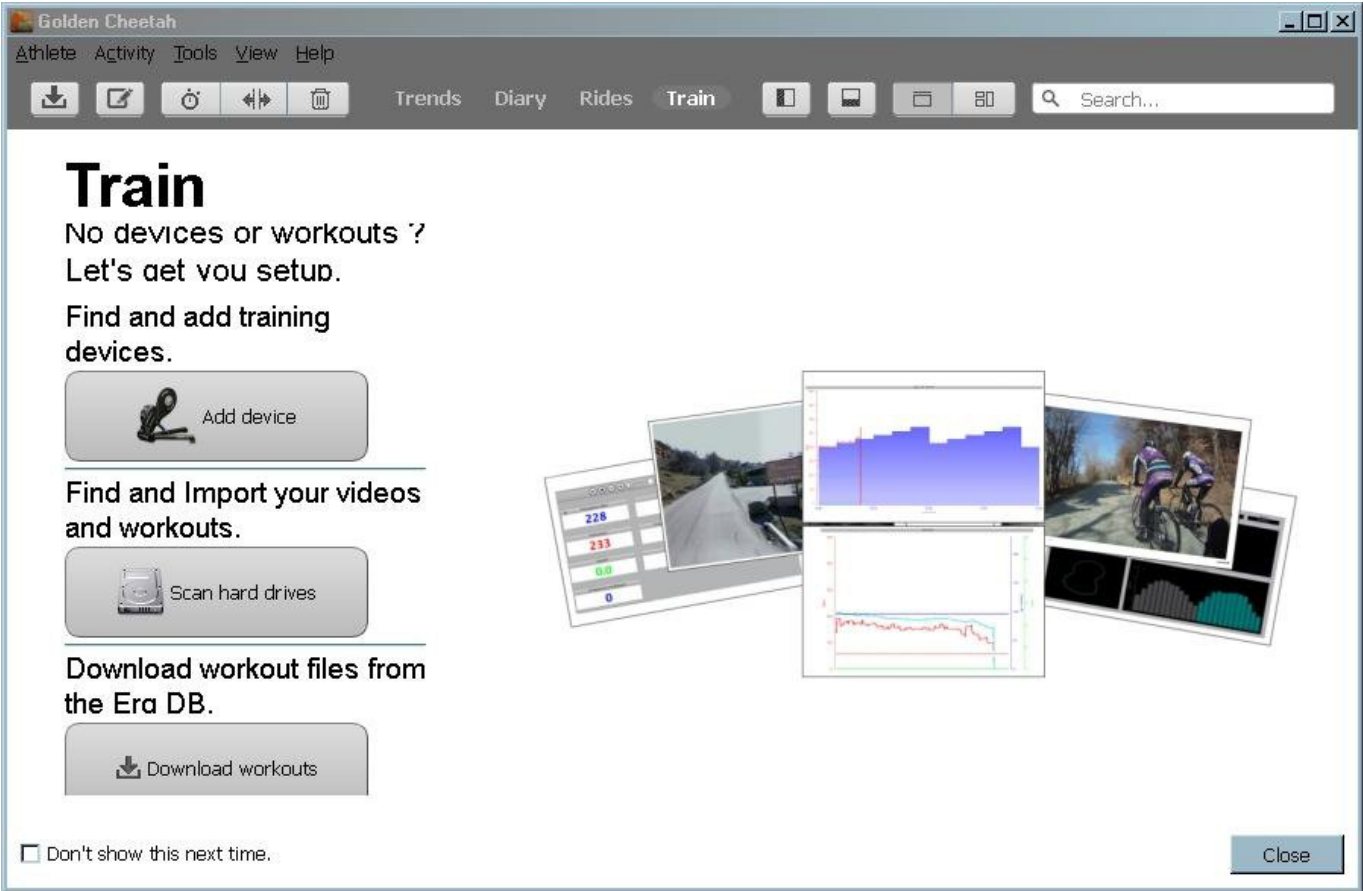 Golden Cheetah
Athlete Activity Tools View Help
Trends Diary Rides Train Search...
Train
No devices or workouts ?
Let's get you setup.
Find and add training
devices.
Add device
Find and Import your videos
and workouts.
Scan hard drives
Download workout files from
the Erg DB.
Download workouts
228
233
0.0
0
Don't show this next time.
Close